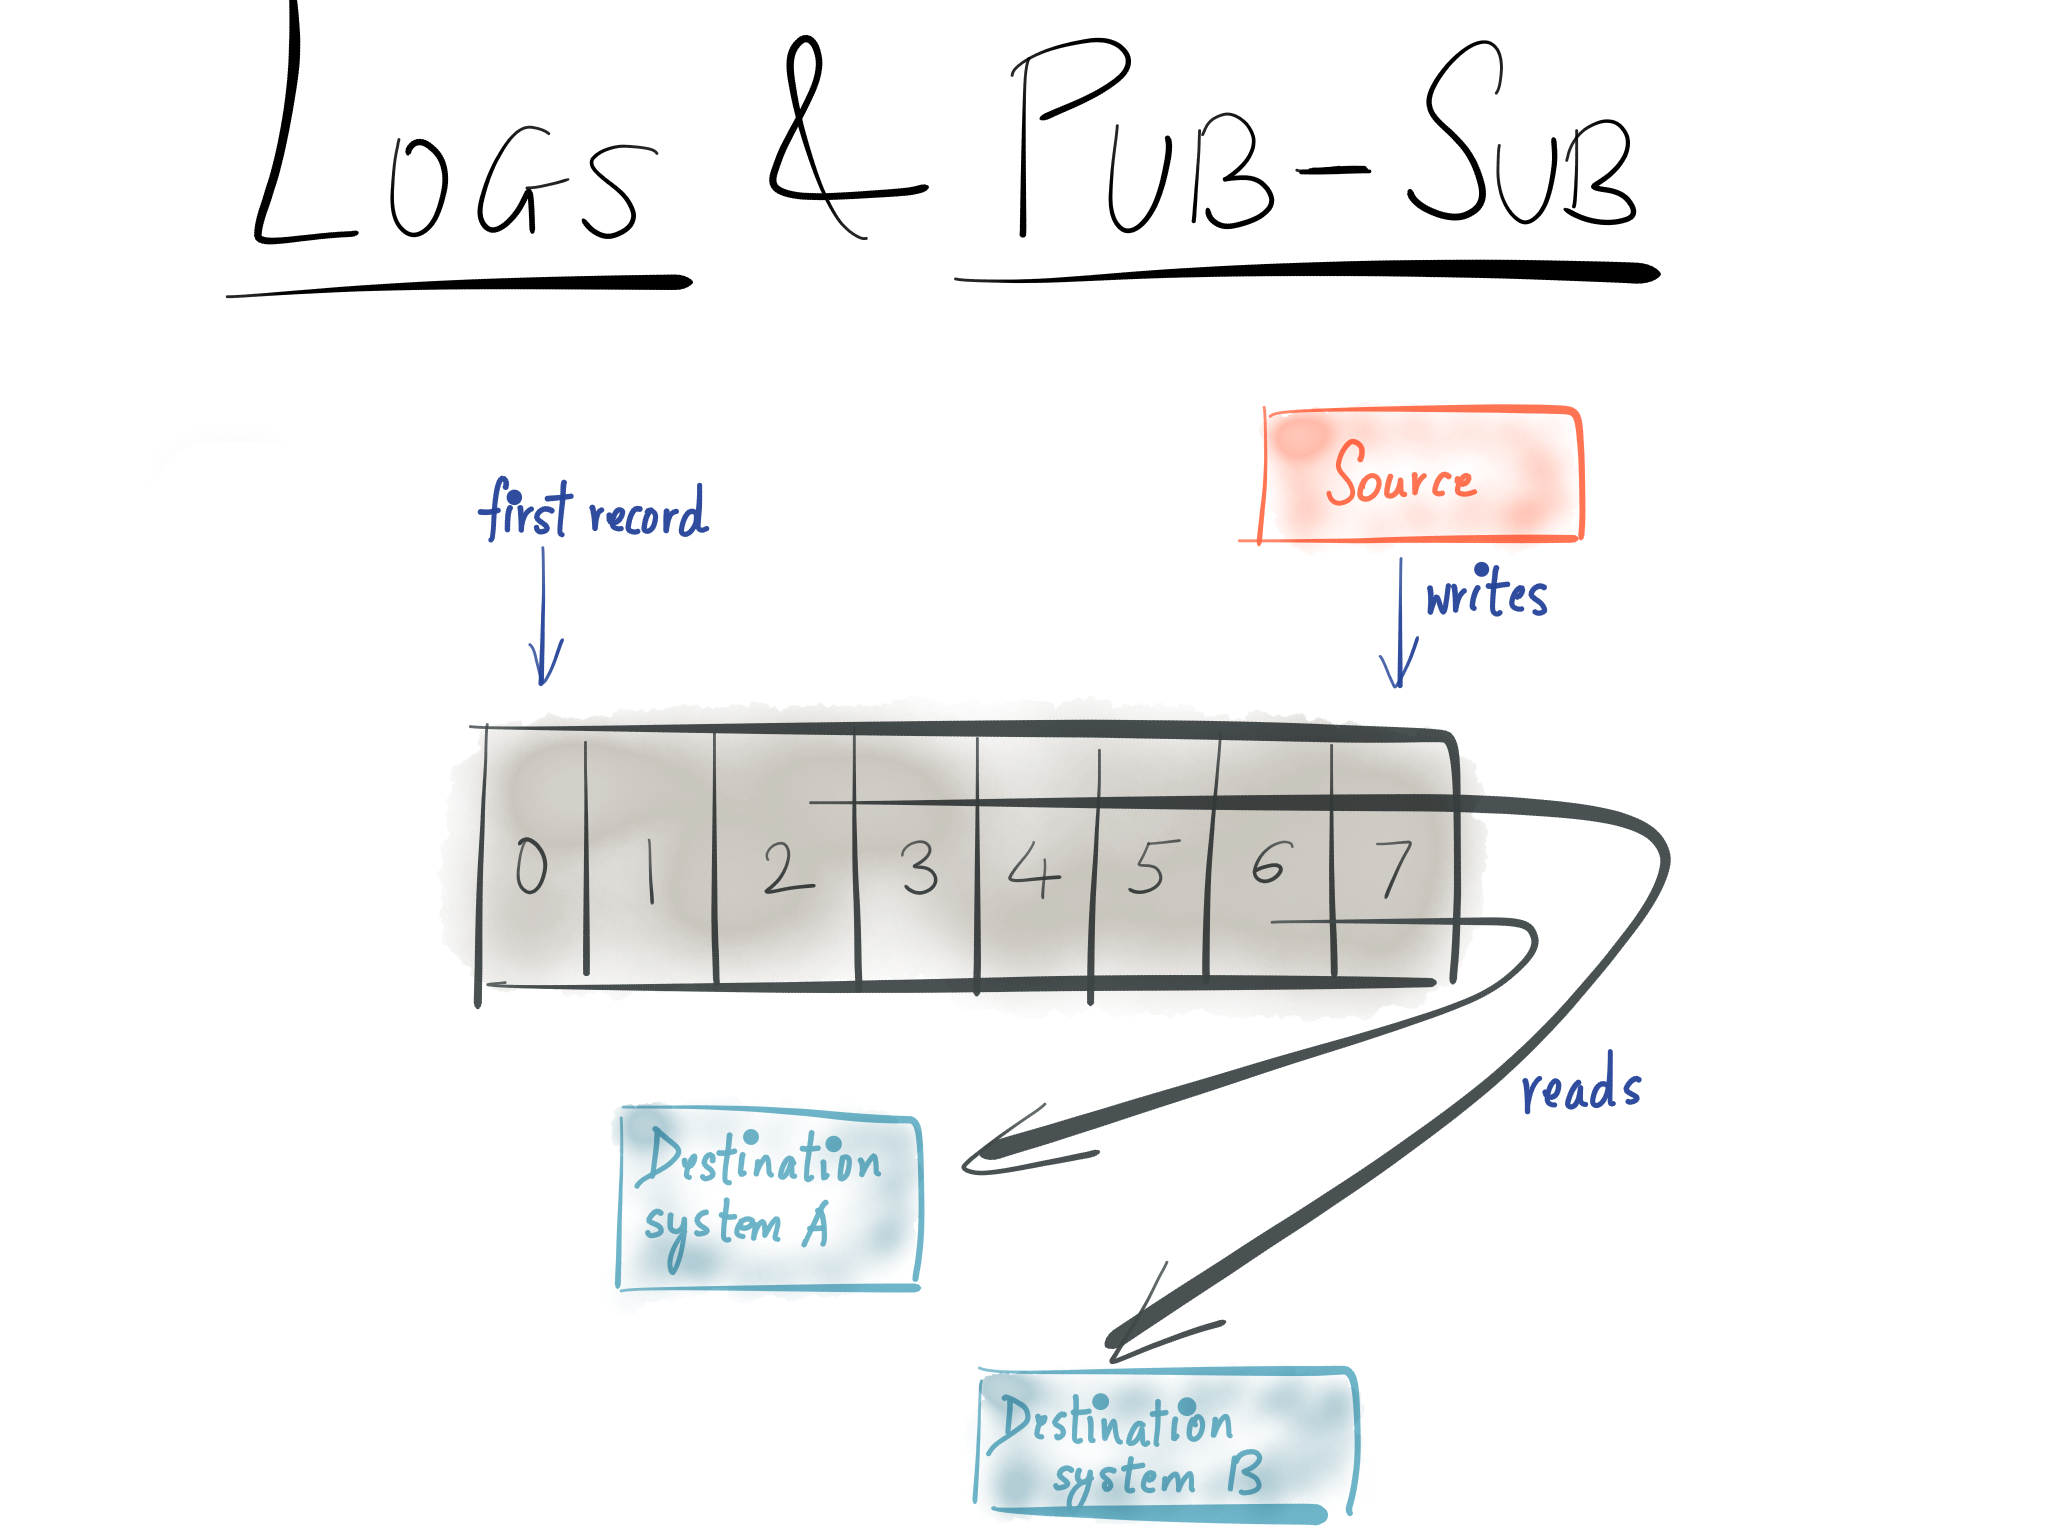 LOGS & PUB-SUB
Source
first record
writes
0 1 2 3 4 5 6 7
reads
Destination
system A
Destination
system B